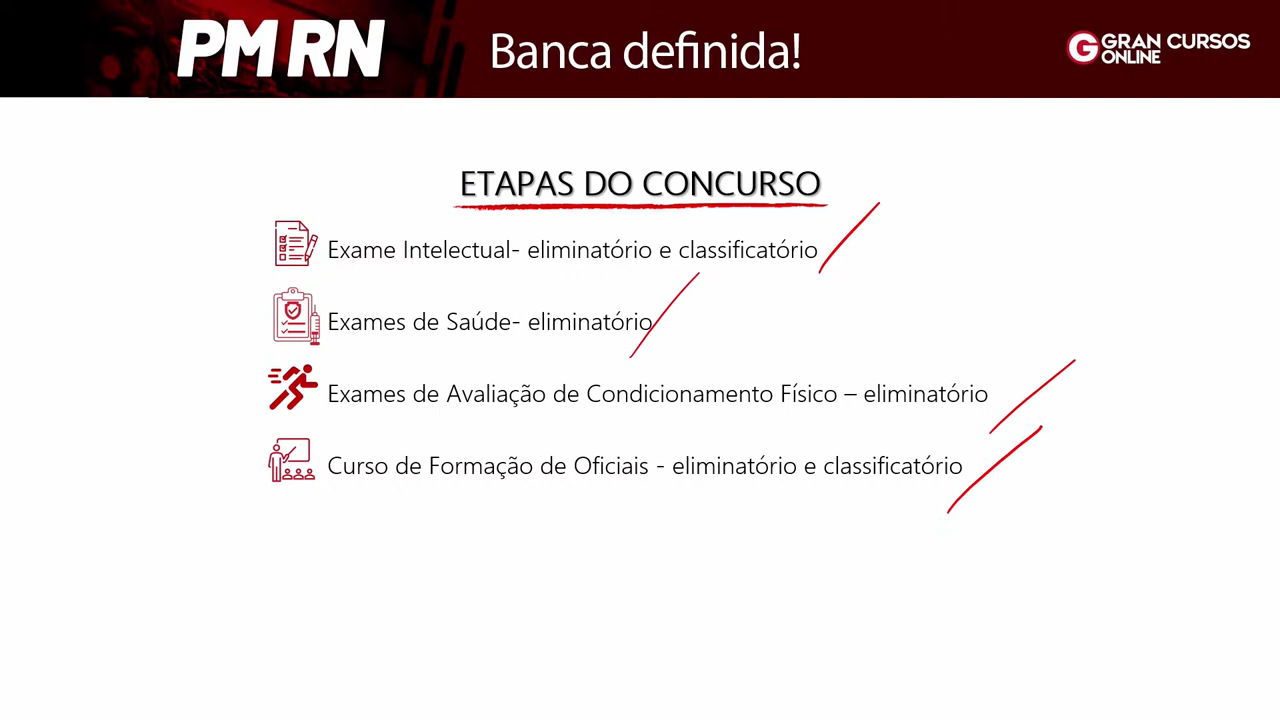 PM RN
Banca definida!
GRAN CURSOS
ONLINE
ETAPAS DO CONCURSO
Exame Intelectual- eliminatório e classificatório
Exames de Saúde- eliminatório
Exames de Avaliação de Condicionamento Físico – eliminatório
Curso de Formação de Oficiais - eliminatório e classificatório